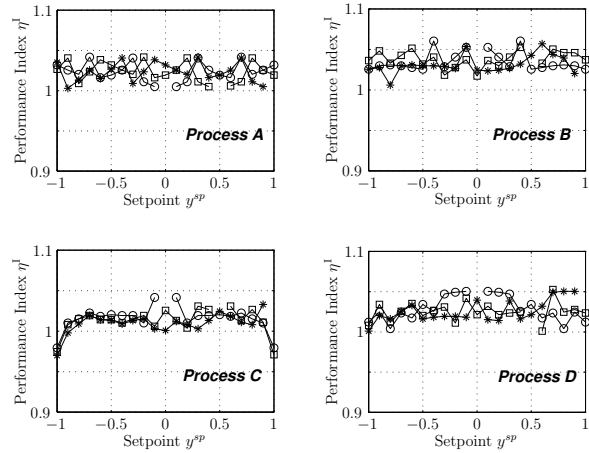 1.1
1
0.9
Performance Index η^I
Process A
−1 −0.5 0 0.5 1
Setpoint y^{sp}
1.1
1
0.9
Performance Index η^I
Process B
−1 −0.5 0 0.5 1
Setpoint y^{sp}
1.1
1
0.9
Performance Index η^I
Process C
−1 −0.5 0 0.5 1
Setpoint y^{sp}
1.1
1
0.9
Performance Index η^I
Process D
−1 −0.5 0 0.5 1
Setpoint y^{sp}